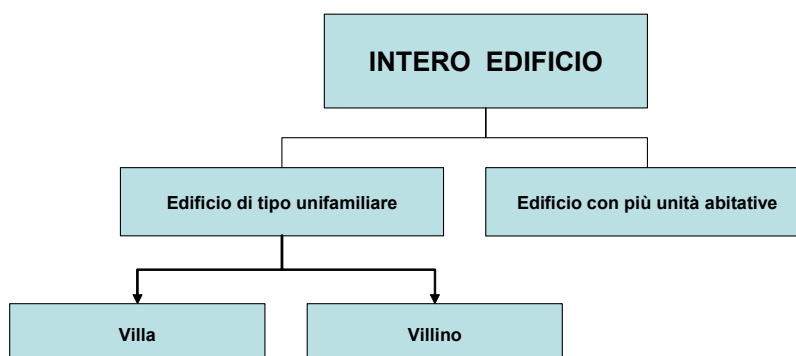 INTERO EDIFICIO
Edificio di tipo unifamiliare
Edificio con più unità abitative
Villa
Villino